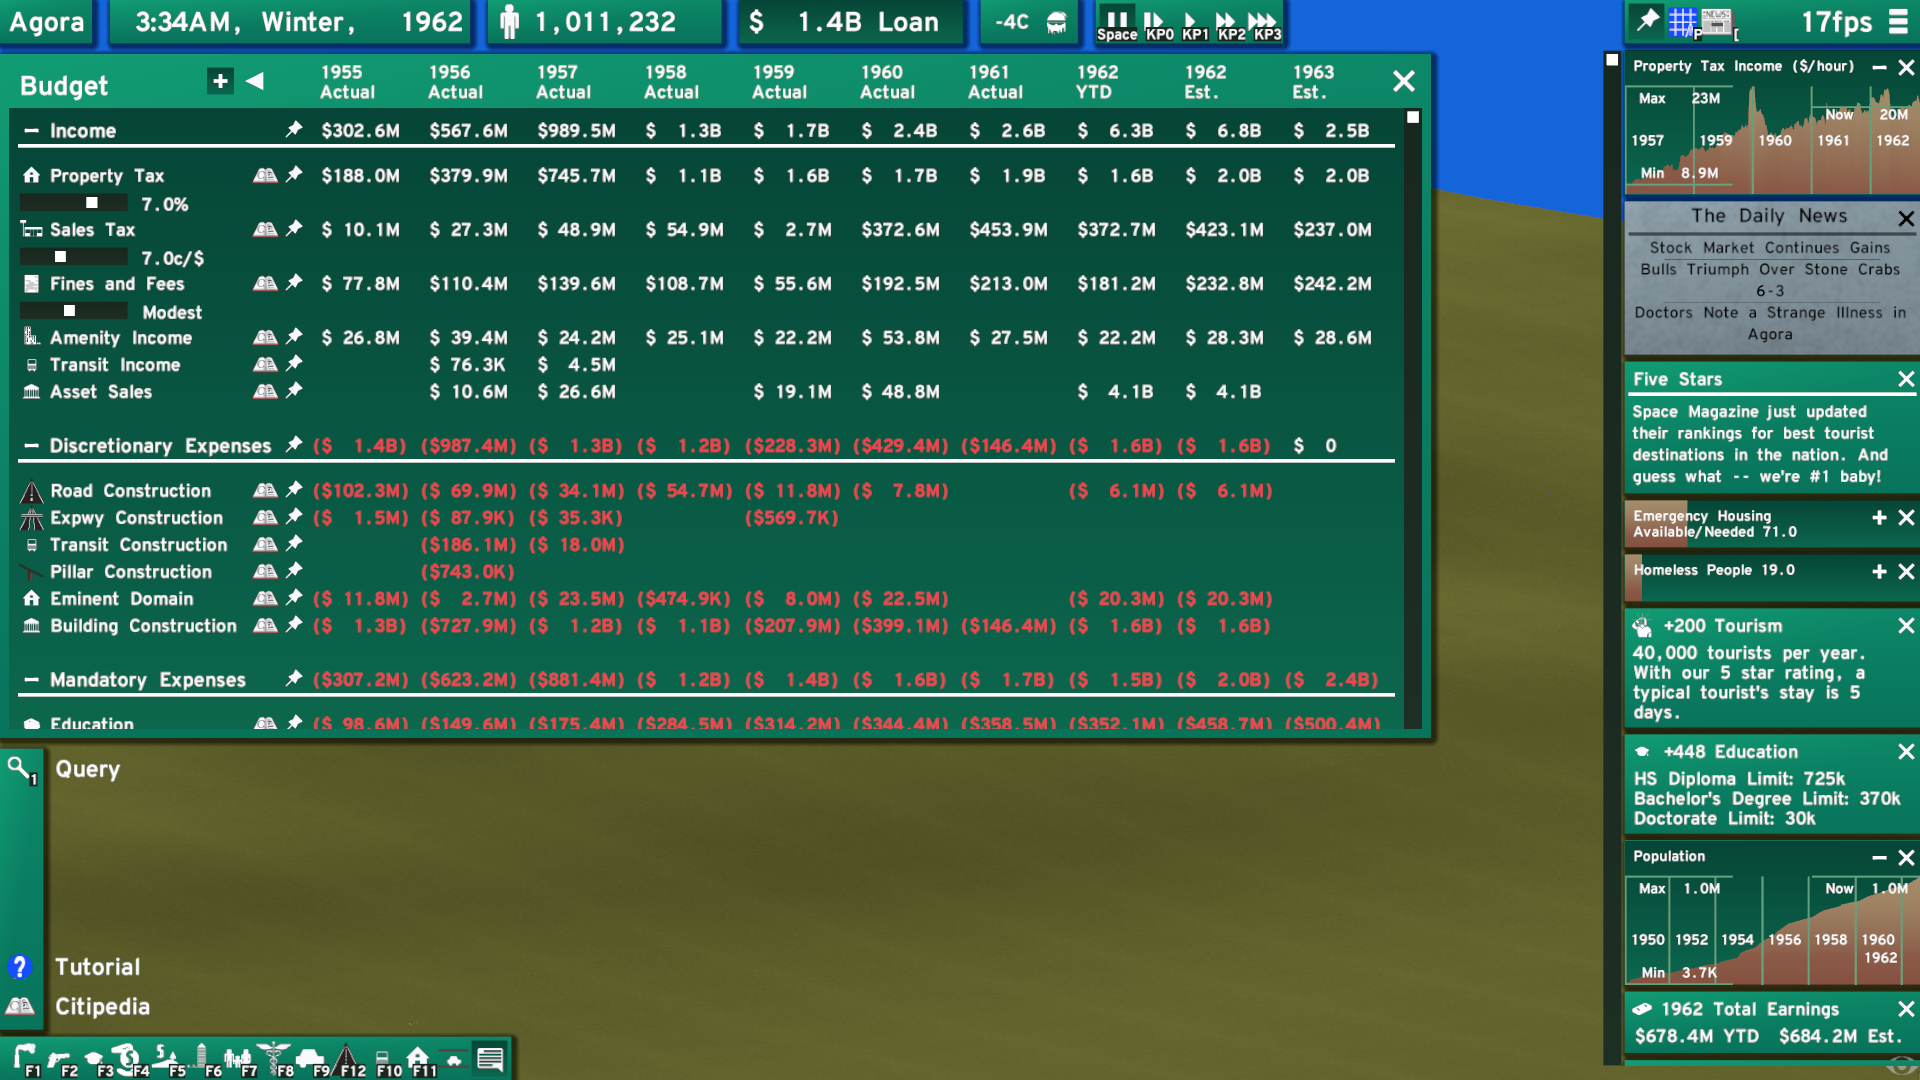 Agora
3:34AM, Winter, 1962
1,011,232
$ 1.4B Loan
-4C
Space KP0 KP1 KP2 KP3
P [
17fps
Budget + 1955 Actual 1956 Actual 1957 Actual 1958 Actual 1959 Actual 1960 Actual 1961 Actual 1962 YTD 1962 Est. 1963 Est.
Income $302.6M $567.6M $989.5M $ 1.3B $ 1.7B $ 2.4B $ 2.6B $ 6.3B $ 6.8B $ 2.5B
Property Tax $188.0M $379.9M $745.7M $ 1.1B $ 1.6B $ 1.7B $ 1.9B $ 1.6B $ 2.0B $ 2.0B
7.0%
Sales Tax $ 10.1M $ 27.3M $ 48.9M $ 54.9M $ 2.7M $372.6M $453.9M $372.7M $423.1M $237.0M
7.0c/$
Fines and Fees $ 77.8M $110.4M $139.6M $108.7M $ 55.6M $192.5M $213.0M $181.2M $232.8M $242.2M
Modest
Amenity Income $ 26.8M $ 39.4M $ 24.2M $ 25.1M $ 22.2M $ 53.8M $ 27.5M $ 22.2M $ 28.3M $ 28.6M
Transit Income $ 76.3K $ 4.5M
Asset Sales $ 10.6M $ 26.6M $ 19.1M $ 48.8M $ 4.1B $ 4.1B
Discretionary Expenses ($ 1.4B) ($987.4M) ($ 1.3B) ($ 1.2B) ($228.3M) ($429.4M) ($146.4M) ($ 1.6B) ($ 1.6B) $ 0
Road Construction ($102.3M) ($ 69.9M) ($ 34.1M) ($ 54.7M) ($ 11.8M) ($ 7.8M) ($ 6.1M) ($ 6.1M)
Expwy Construction ($ 1.5M) ($ 87.9K) ($ 35.3K) ($569.7K)
Transit Construction ($186.1M) ($ 18.0M)
Pillar Construction ($743.0K)
Eminent Domain ($ 11.8M) ($ 2.7M) ($ 23.5M) ($474.9K) ($ 8.0M) ($ 22.5M) ($ 20.3M) ($ 20.3M)
Building Construction ($ 1.3B) ($727.9M) ($ 1.2B) ($ 1.1B) ($207.9M) ($399.1M) ($146.4M) ($ 1.6B) ($ 1.6B)
Mandatory Expenses ($307.2M) ($623.2M) ($881.4M) ($ 1.2B) ($ 1.4B) ($ 1.6B) ($ 1.7B) ($ 1.5B) ($ 2.0B) ($ 2.4B)
Education ($ 98.6M) ($149.6M) ($175.4M) ($284.5M) ($314.2M) ($344.4M) ($358.5M) ($352.1M) ($458.7M) ($500.4M)
Property Tax Income ($/hour)
Max 23M
Now 20M
1957 1959 1960 1961 1962
Min 8.9M
The Daily News
Stock Market Continues Gains
Bulls Triumph Over Stone Crabs
6-3
Doctors Note a Strange Illness in
Agora
Five Stars
Space Magazine just updated
their rankings for best tourist
destinations in the nation. And
guess what -- we're #1 baby!
Emergency Housing
Available/Needed 71.0
Homeless People 19.0
+200 Tourism
40,000 tourists per year.
With our 5 star rating, a
typical tourist's stay is 5
days.
+448 Education
HS Diploma Limit: 725k
Bachelor's Degree Limit: 370k
Doctorate Limit: 30k
Population
Max 1.0M Now 1.0M
1950 1952 1954 1956 1958 1960
1962
Min 3.7K
1962 Total Earnings
$678.4M YTD $684.2M Est.
1 Query
? Tutorial
Citipedia
F1 F2 F3 F4 F5 F6 F7 F8 F9 F12 F10 F11